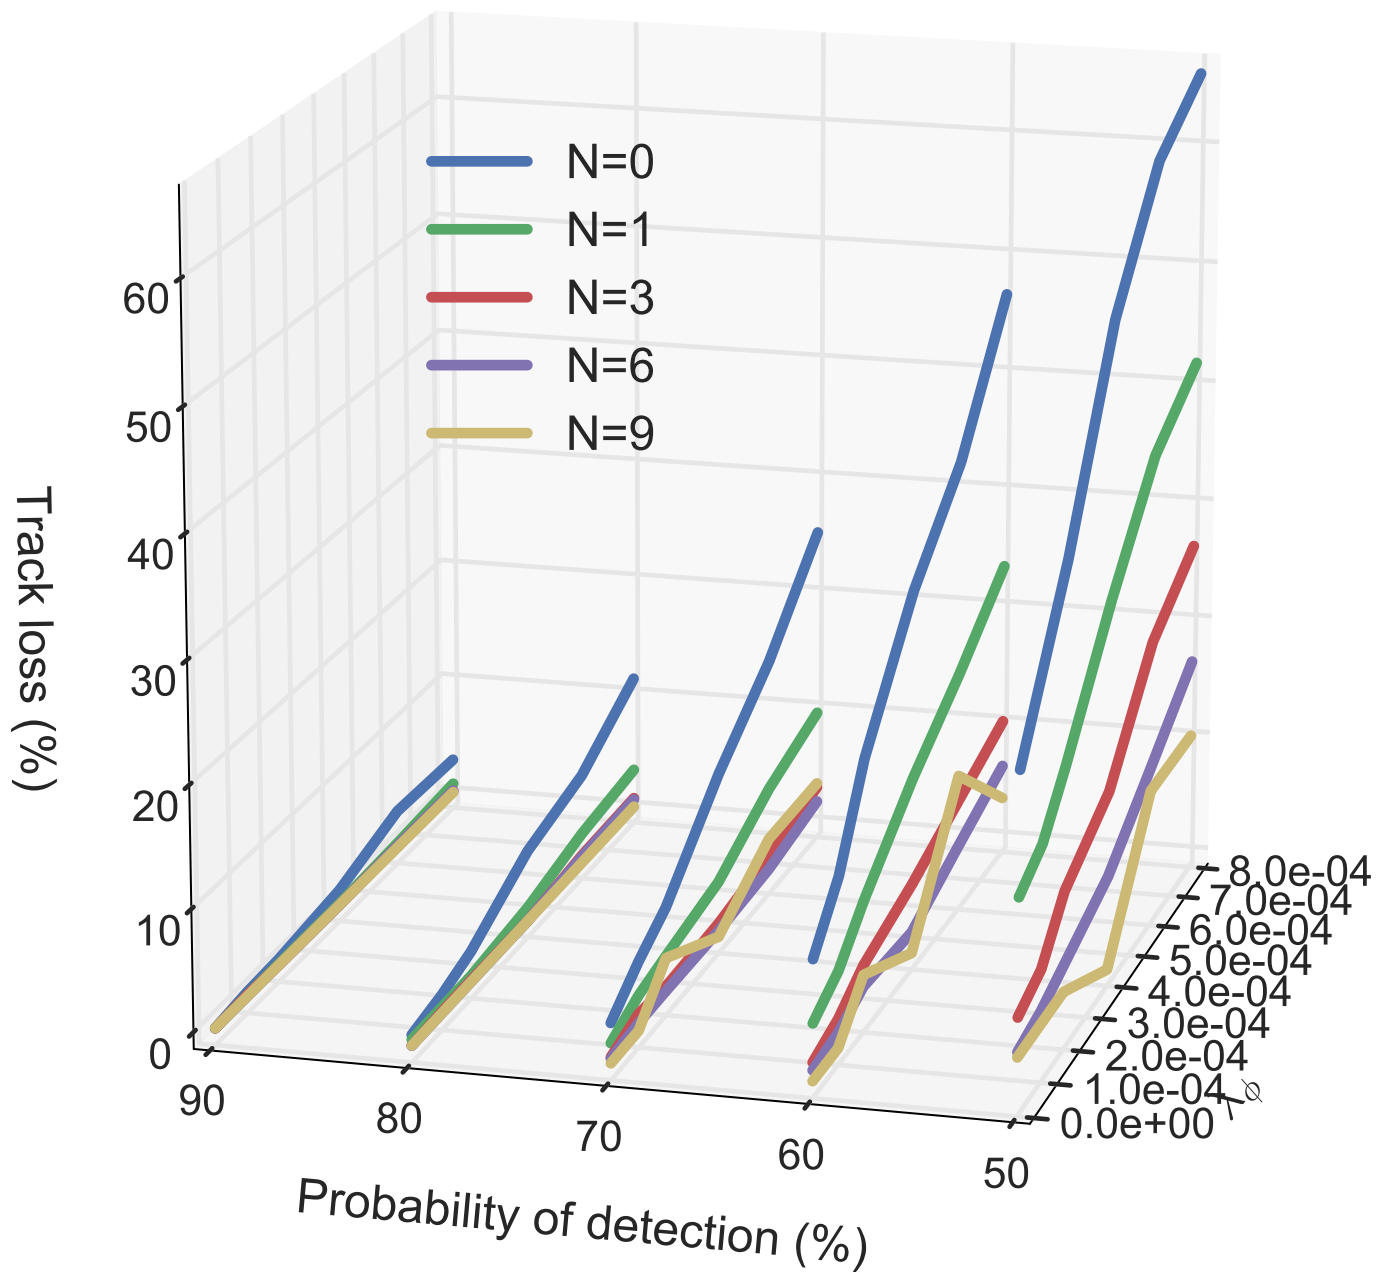 N=0
N=1
N=3
N=6
N=9
Track loss (%)
60
50
40
30
20
10
0
90
80
70
60
50
Probability of detection (%)
8.0e-04
7.0e-04
6.0e-04
5.0e-04
4.0e-04
3.0e-04
2.0e-04
1.0e-04
0.0e+00
λϕ